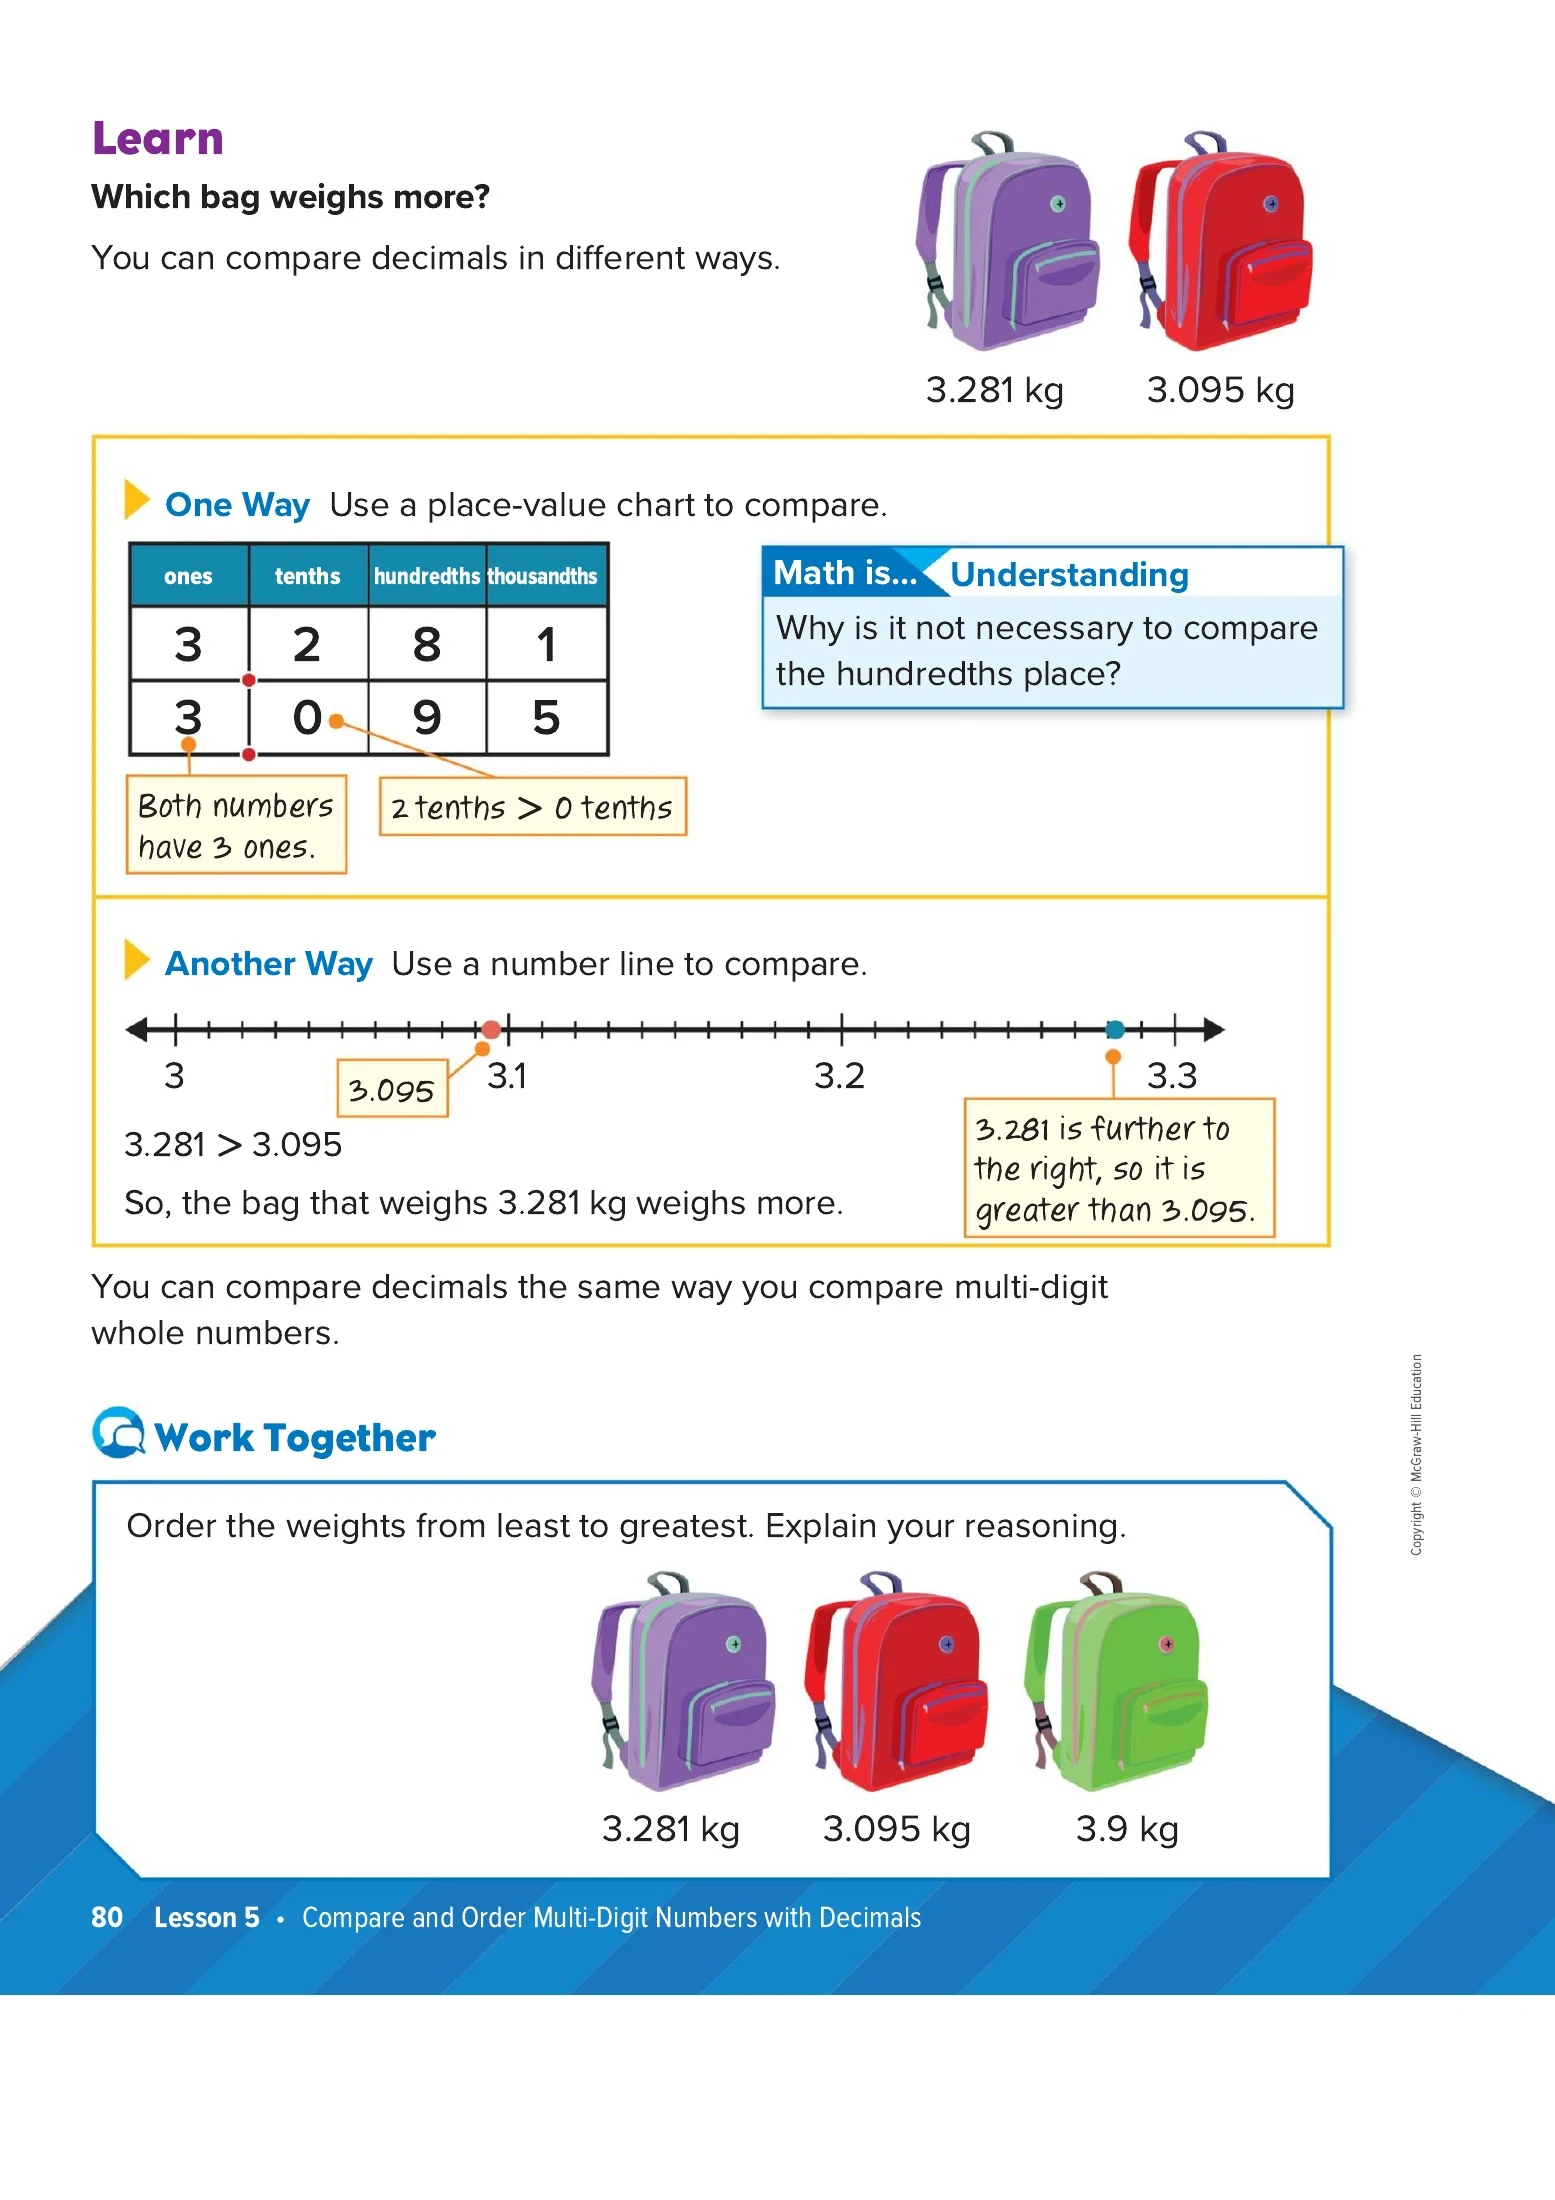 Learn
Which bag weighs more?
You can compare decimals in different ways.
3.281 kg
3.095 kg
One Way Use a place-value chart to compare.
ones tenths hundredths thousandths
3 2 8 1
3 0 9 5
Both numbers
have 3 ones.
2 tenths > 0 tenths
Math is... Understanding
Why is it not necessary to compare
the hundredths place?
Another Way Use a number line to compare.
3 3.1 3.2 3.3
3.095
3.281 is further to
the right, so it is
greater than 3.095.
3.281 > 3.095
So, the bag that weighs 3.281 kg weighs more.
You can compare decimals the same way you compare multi-digit
whole numbers.
Work Together
Order the weights from least to greatest. Explain your reasoning.
3.281 kg
3.095 kg
3.9 kg
80 Lesson 5 • Compare and Order Multi-Digit Numbers with Decimals
Copyright © McGraw-Hill Education